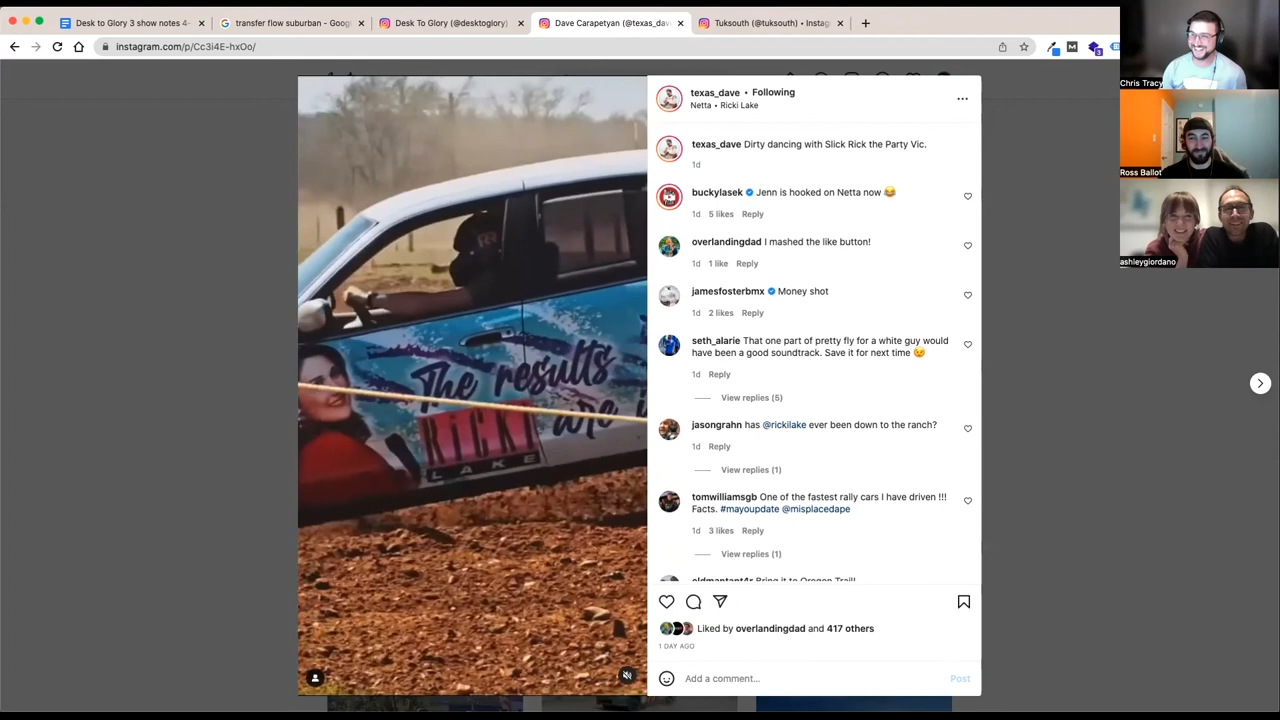 Desk to Glory 3 show notes 4-
transfer flow suburban - Goog
Desk To Glory (@desktoglory)
Dave Carapetyan (@texas_dav
Tuksouth (@tuksouth) • Instag
instagram.com/p/Cc3i4E-hxOo/
Chris Tracy
Ross Ballot
ashleygiordano
The results
we
RICKI
LAKE
texas_dave • Following
Netta • Ricki Lake
texas_dave Dirty dancing with Slick Rick the Party Vic.
1d
buckylasek Jenn is hooked on Netta now 😂
1d 5 likes Reply
overlandingdad I mashed the like button!
1d 1 like Reply
jamesfosterbmx Money shot
1d 2 likes Reply
seth_alarie That one part of pretty fly for a white guy would
have been a good soundtrack. Save it for next time 😉
1d Reply
View replies (5)
jasongrahn has @rickilake ever been down to the ranch?
1d Reply
View replies (1)
tomwilliamsgb One of the fastest rally cars I have driven !!!
Facts. #mayoupdate @misplacedape
1d 3 likes Reply
View replies (1)
oldmantant4r Bring it to Oregon Trail!
Liked by overlandingdad and 417 others
1 DAY AGO
Add a comment...
Post